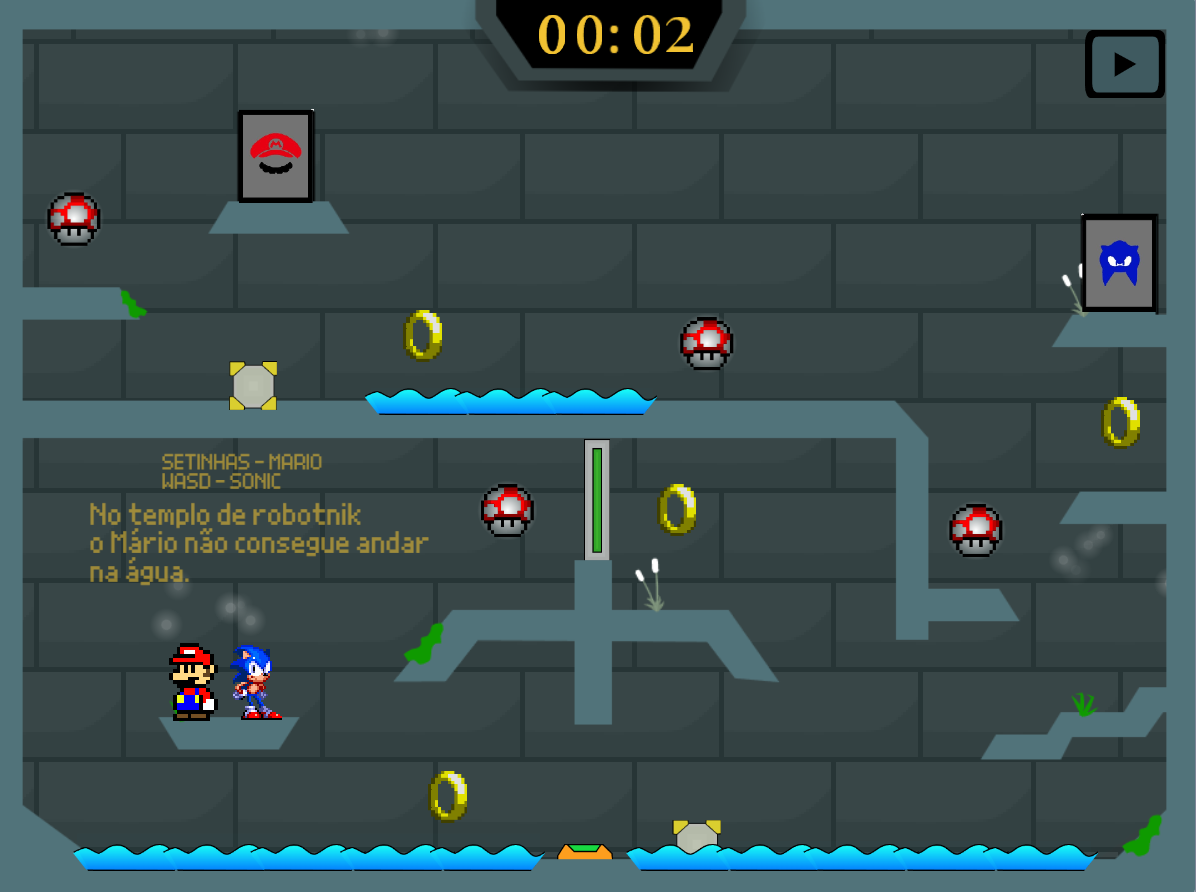 00:02
SETINHAS - MARIO
WASD - SONIC
No templo de robotnik
o Mário não consegue andar
na água.